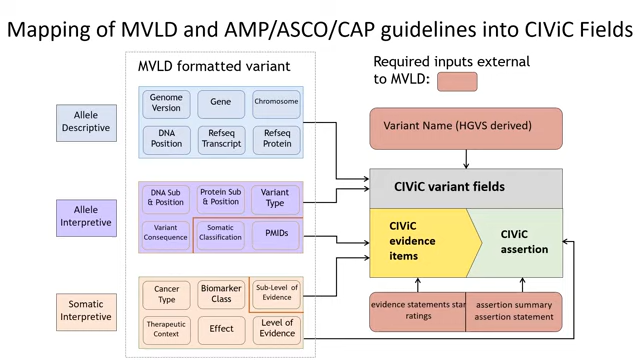 Mapping of MVLD and AMP/ASCO/CAP guidelines into CIViC Fields
MVLD formatted variant
Required inputs external
to MVLD:
Allele
Descriptive
Genome
Version
Gene
Chromosome
DNA
Position
Refseq
Transcript
Refseq
Protein
Variant Name (HGVS derived)
CIViC variant fields
Allele
Interpretive
DNA Sub
& Position
Protein Sub
& Position
Variant
Type
Variant
Consequence
Somatic
Classification
PMIDs
CIViC
evidence
items
CIViC
assertion
Somatic
Interpretive
Cancer
Type
Biomarker
Class
Sub-Level of
Evidence
Therapeutic
Context
Effect
Level of
Evidence
evidence statements star
ratings
assertion summary
assertion statement